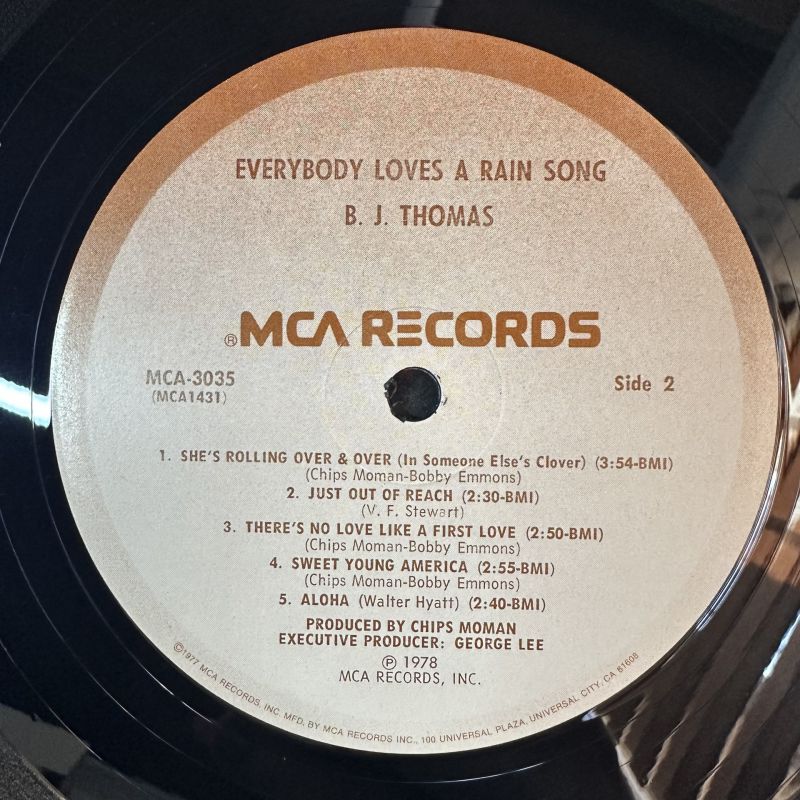 EVERYBODY LOVES A RAIN SONG
B. J. THOMAS
®MCA RECORDS
MCA-3035
(MCA1431)
Side 2
1. SHE'S ROLLING OVER & OVER (In Someone Else's Clover) (3:54-BMI)
(Chips Moman-Bobby Emmons)
2. JUST OUT OF REACH (2:30-BMI)
(V. F. Stewart)
3. THERE'S NO LOVE LIKE A FIRST LOVE (2:50-BMI)
(Chips Moman-Bobby Emmons)
4. SWEET YOUNG AMERICA (2:55-BMI)
(Chips Moman-Bobby Emmons)
5. ALOHA (Walter Hyatt) (2:40-BMI)
PRODUCED BY CHIPS MOMAN
EXECUTIVE PRODUCER: GEORGE LEE
℗ 1978
MCA RECORDS, INC.
©1977 MCA RECORDS, INC. MFD. BY MCA RECORDS INC., 100 UNIVERSAL PLAZA, UNIVERSAL CITY, CA 81608